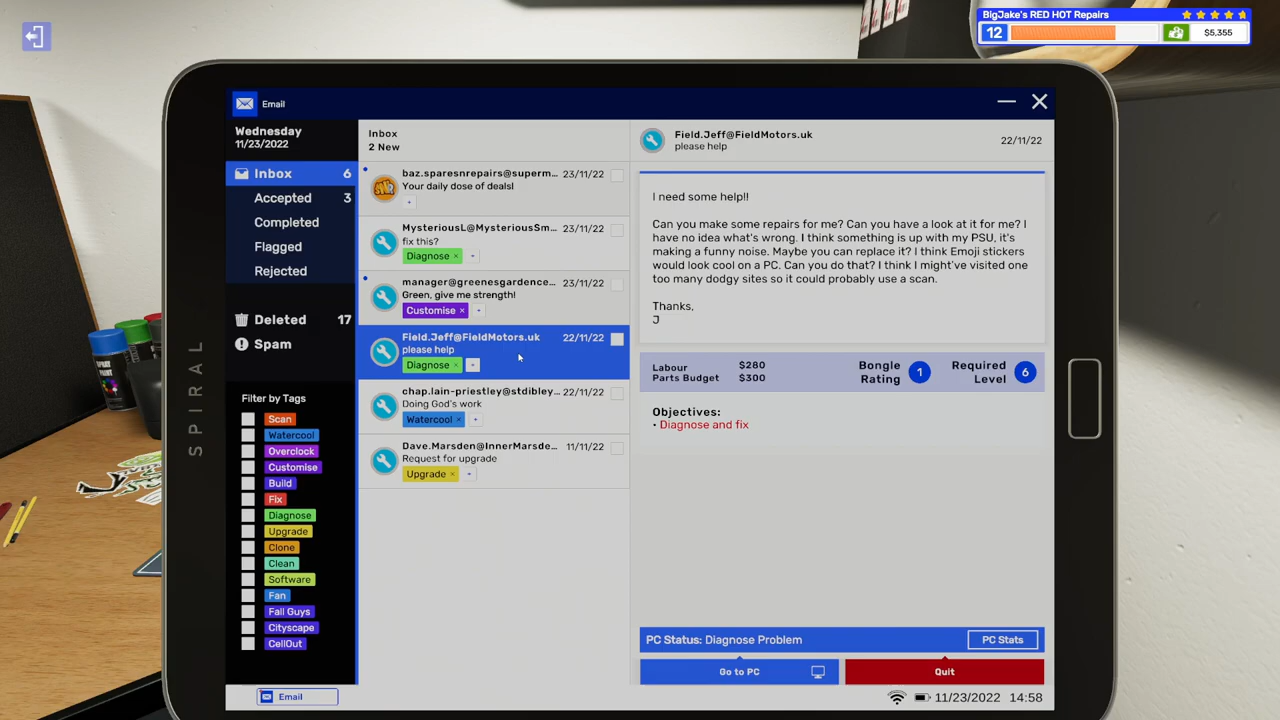 BigJake's RED HOT Repairs
12
$5,355
Email
Wednesday
11/23/2022
Inbox 6
Accepted 3
Completed
Flagged
Rejected
Deleted 17
Spam
Filter by Tags
Scan
Watercool
Overclock
Customise
Build
Fix
Diagnose
Upgrade
Clone
Clean
Software
Fan
Fall Guys
Cityscape
CellOut
Inbox
2 New
baz.sparesnrepairs@superm... 23/11/22
Your daily dose of deals!
+
MysteriousL@MysteriousSm... 23/11/22
fix this?
Diagnose × +
manager@greenesgardence... 23/11/22
Green, give me strength!
Customise × +
Field.Jeff@FieldMotors.uk 22/11/22
please help
Diagnose × +
chap.lain-priestley@stdibley... 22/11/22
Doing God's work
Watercool × +
Dave.Marsden@InnerMarsde... 11/11/22
Request for upgrade
Upgrade × +
Field.Jeff@FieldMotors.uk
please help
22/11/22
I need some help!!
Can you make some repairs for me? Can you have a look at it for me? I
have no idea what's wrong. I think something is up with my PSU, it's
making a funny noise. Maybe you can replace it? I think Emoji stickers
would look cool on a PC. Can you do that? I think I might've visited one
too many dodgy sites so it could probably use a scan.
Thanks,
J
Labour $280
Parts Budget $300
Bongle
Rating 1
Required
Level 6
Objectives:
• Diagnose and fix
PC Status: Diagnose Problem
PC Stats
Go to PC
Quit
Email
11/23/2022 14:58
SPIRAL